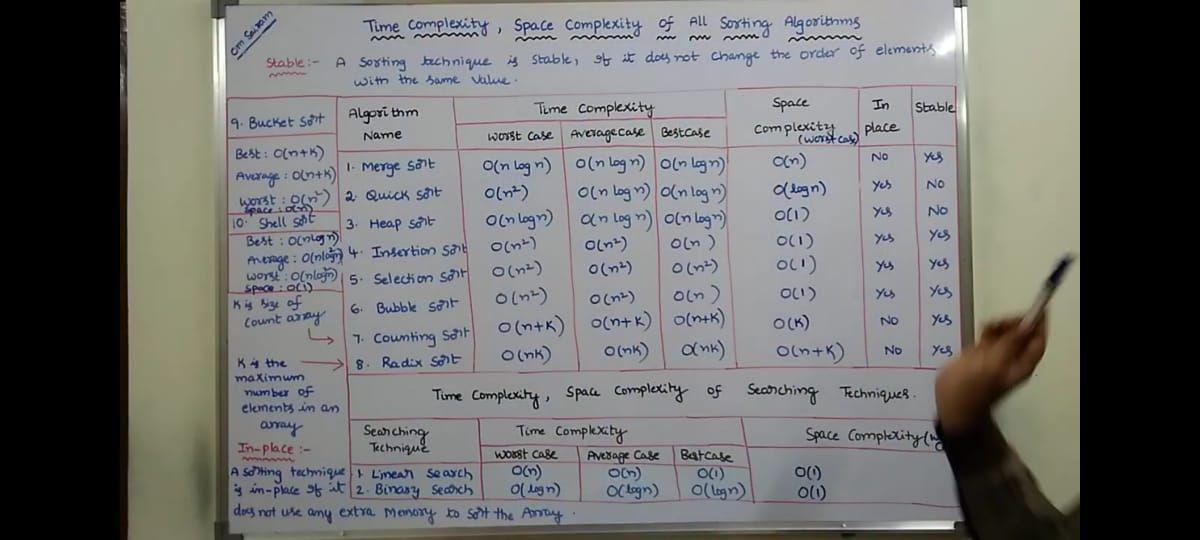 Om Sairam
Time Complexity, Space Complexity of All Sorting Algorithms
Stable:- A Sorting technique is Stable, If it does not change the order of elements
with the same Value.
9. Bucket Sort
Best: O(n+k)
Average: O(n+k)
Worst: O(n²)
Space: O(n)
10. Shell Sort
Best: O(nlogn)
Average: O(nlog²n)
Worst: O(nlog²n)
Space: O(1)
K is size of
Count array
K is the
maximum
number of
elements in an
array
In-place:-
A Sorting technique
is in-place If it
does not use any extra Memory to Sort the Array.
Algorithm Name | Time Complexity | Space Complexity (worst case) | In place | Stable
Worst Case | Average Case | Best Case
1. Merge Sort O(n log n) O(n log n) O(n log n) O(n) No Yes
2. Quick Sort O(n²) O(n log n) O(n log n) O(log n) Yes No
3. Heap Sort O(n log n) O(n log n) O(n log n) O(1) Yes No
4. Insertion Sort O(n²) O(n²) O(n) O(1) Yes Yes
5. Selection Sort O(n²) O(n²) O(n²) O(1) Yes Yes
6. Bubble Sort O(n²) O(n²) O(n) O(1) Yes Yes
7. Counting Sort O(n+k) O(n+k) O(n+k) O(k) No Yes
8. Radix Sort O(nk) O(nk) O(nk) O(n+k) No Yes
Time Complexity, Space Complexity of Searching Techniques.
Searching Technique | Time Complexity | Space Complexity
Worst Case | Average Case | Best Case
1. Linear Search O(n) O(n) O(1) O(1)
2. Binary Search O(logn) O(logn) O(logn) O(1)